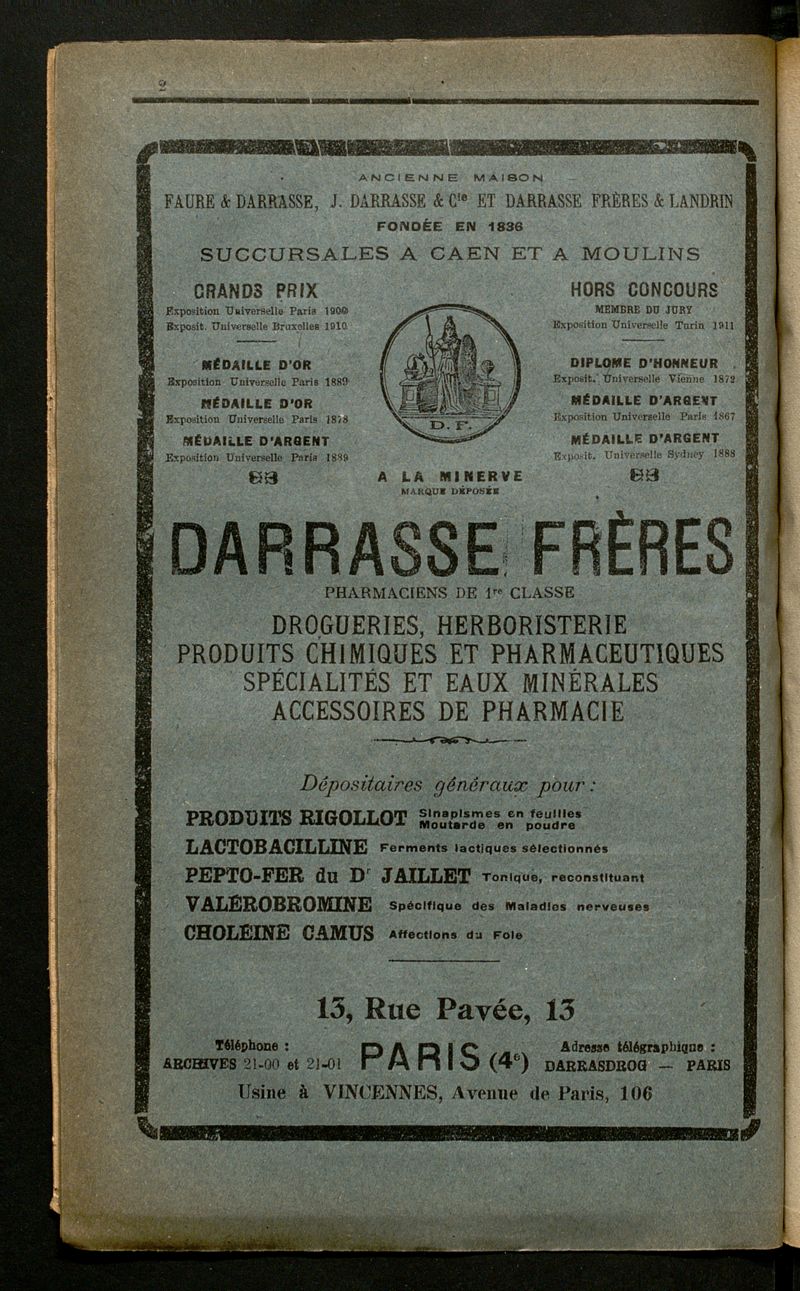 2
ANCIENNE MAISON
FAURE & DARRASSE, J. DARRASSE & Cie ET DARRASSE FRÈRES & LANDRIN
FONDÉE EN 1836
SUCCURSALES A CAEN ET A MOULINS
GRANDS PRIX
Exposition Universelle Paris 1900
Exposit. Universelle Bruxelles 1910
MÉDAILLE D'OR
Exposition Universelle Paris 1889
MÉDAILLE D'OR
Exposition Universelle Paris 1878
MÉDAILLE D'ARGENT
Exposition Universelle Paris
HORS CONCOURS
MEMBRE DU JURY
Exposition Universelle Turin 1911
DIPLOME D'HONNEUR
Exposit. Universelle Vienne 1873
MÉDAILLE D'ARGENT
Exposition Universelle Paris 1867
MÉDAILLE D'ARGENT
Exposit. Universelle Sydney 1888
D. F.
A LA MINERVE
MARQUE DÉPOSÉE
DARRASSE FRÈRES
PHARMACIENS DE 1re CLASSE
DROGUERIES, HERBORISTERIE
PRODUITS CHIMIQUES ET PHARMACEUTIQUES
SPÉCIALITÉS ET EAUX MINÉRALES
ACCESSOIRES DE PHARMACIE
Dépositaires généraux pour :
PRODUITS RIGOLLOT Sinapismes en feuilles
Moutarde en poudre
LACTOBACILLINE Ferments lactiques sélectionnés
PEPTO-FER du Dr JAILLET Tonique, reconstituant
VALÉROBROMINE Spécifique des Maladies nerveuses
CHOLÉINE CAMUS Affections du Foie
13, Rue Pavée, 13
Téléphone :
ARCHIVES 21-00 et 21-01
PARIS (4e)
Adresse télégraphique :
DARRASDROG — PARIS
Usine à VINCENNES, Avenue de Paris, 106